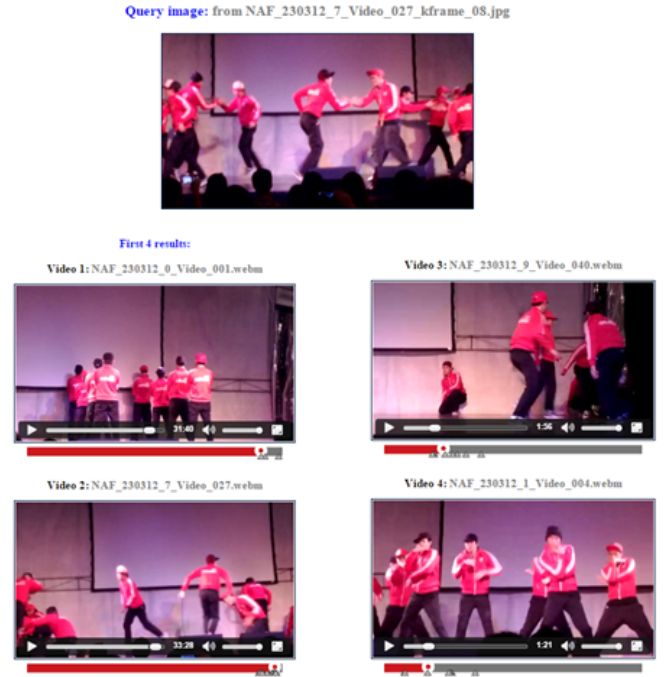 Query image: from NAF_230312_7_Video_027_kframe_08.jpg
First 4 results:
Video 1: NAF_230312_0_Video_001.webm
31:40
Video 2: NAF_230312_7_Video_027.webm
33:28
Video 3: NAF_230312_9_Video_040.webm
1:56
Video 4: NAF_230312_1_Video_004.webm
1:21